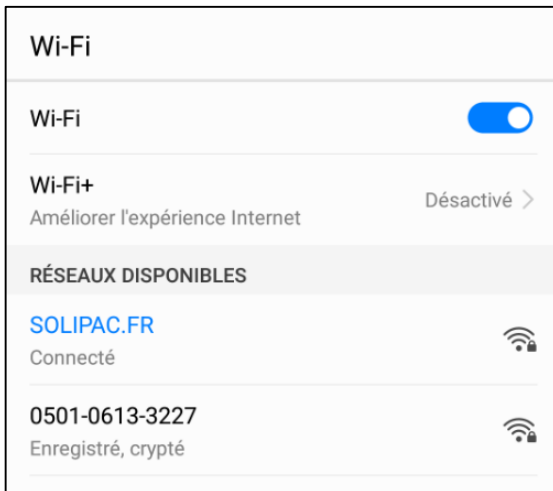 Wi-Fi
Wi-Fi
Wi-Fi+
Améliorer l'expérience Internet
Désactivé
RÉSEAUX DISPONIBLES
SOLIPAC.FR
Connecté
0501-0613-3227
Enregistré, crypté